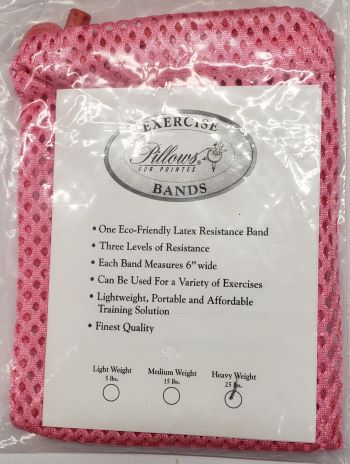 EXERCISE
Pillows®
FOR POINTES
BANDS
• One Eco-Friendly Latex Resistance Band
• Three Levels of Resistance
• Each Band Measures 6" wide
• Can Be Used For a Variety of Exercises
• Lightweight, Portable and Affordable
Training Solution
• Finest Quality
Light Weight Medium Weight Heavy Weight
5 lbs. 15 lbs. 25 lbs.